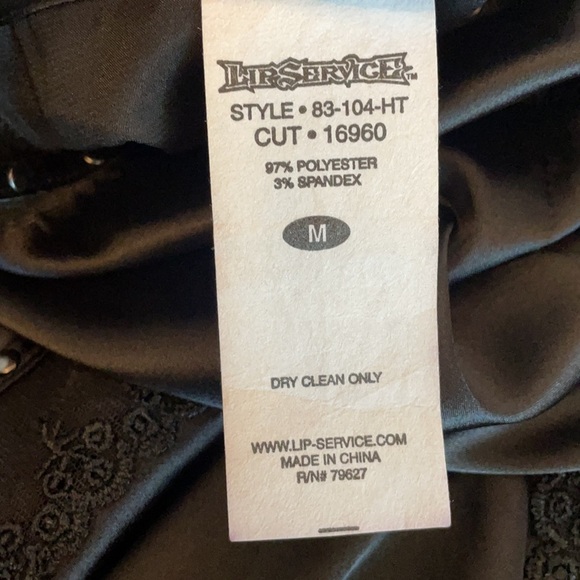 LIP SERVICE™
STYLE • 83-104-HT
CUT • 16960
97% POLYESTER
3% SPANDEX
M
DRY CLEAN ONLY
WWW.LIP-SERVICE.COM
MADE IN CHINA
R/N# 79627